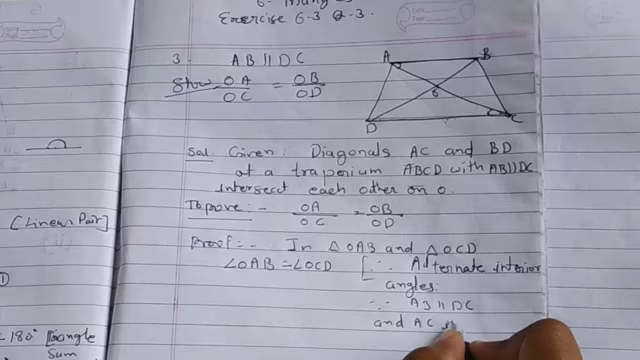 Exercise 6-3 Q-3.
3. AB || DC
Show OA/OC = OB/OD
A B
O
D C
Sol. Given: Diagonals AC and BD
of a trapezium ABCD with AB||DC
intersect each other on O.
To prove:- OA/OC = OB/OD
Proof:- In △OAB and △OCD
∠OAB = ∠OCD [∵ Alternate interior
angles.
∵ AB || DC
and AC
[Linear Pair]
①
= 180° [Triangle
Sum